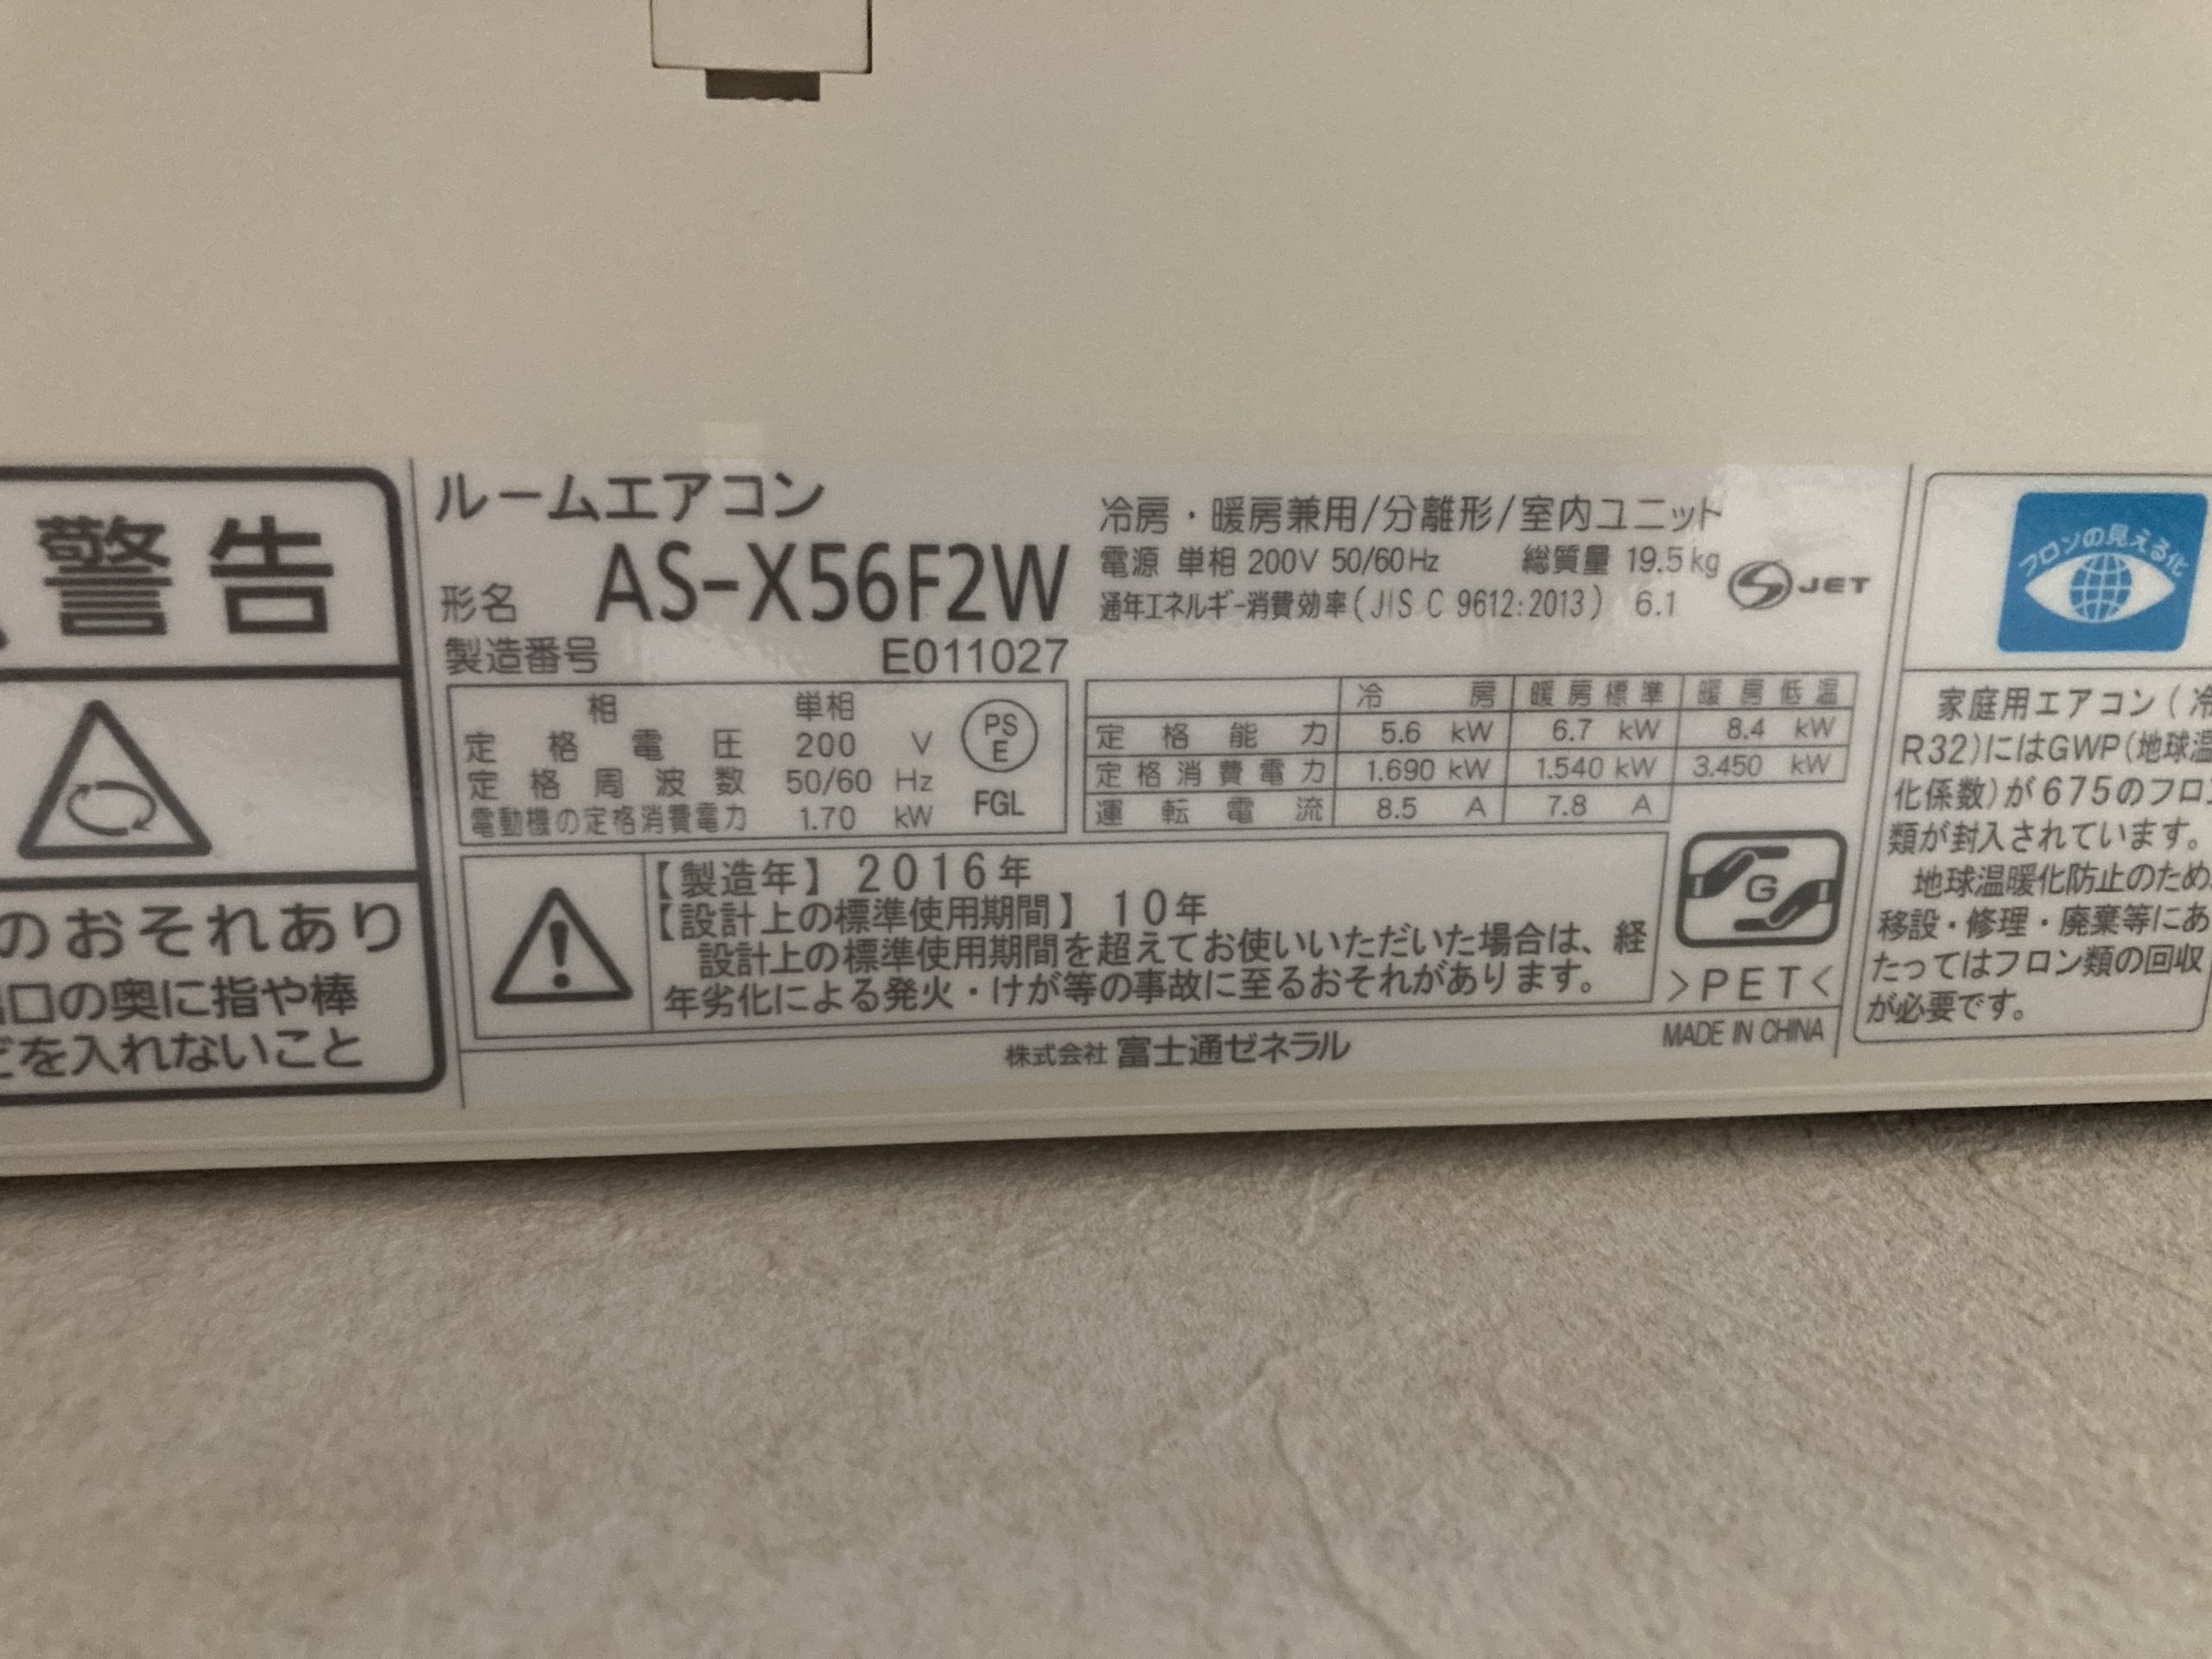 警告
のおそれあり
口の奥に指や棒
を入れないこと
ルームエアコン
形名 AS-X56F2W
製造番号 E011027
冷房・暖房兼用/分離形/室内ユニット
電源 単相 200V 50/60Hz 総質量 19.5kg
通年エネルギー消費効率(JIS C 9612:2013) 6.1
JET
相 単相
定格電圧 200 V
定格周波数 50/60 Hz
電動機の定格消費電力 1.70 kW
PS
E
FGL
冷房 暖房標準 暖房低温
定格能力 5.6 kW 6.7 kW 8.4 kW
定格消費電力 1.690 kW 1.540 kW 3.450 kW
運転電流 8.5 A 7.8 A
【製造年】 2016年
【設計上の標準使用期間】 10年
設計上の標準使用期間を超えてお使いいただいた場合は、経
年劣化による発火・けが等の事故に至るおそれがあります。
G
>PET<
株式会社 富士通ゼネラル
MADE IN CHINA
フロンの見える化
家庭用エアコン(冷
R32)にはGWP(地球温
化係数)が675のフロン
類が封入されています。
地球温暖化防止のため、
移設・修理・廃棄等にあ
たってはフロン類の回収
が必要です。